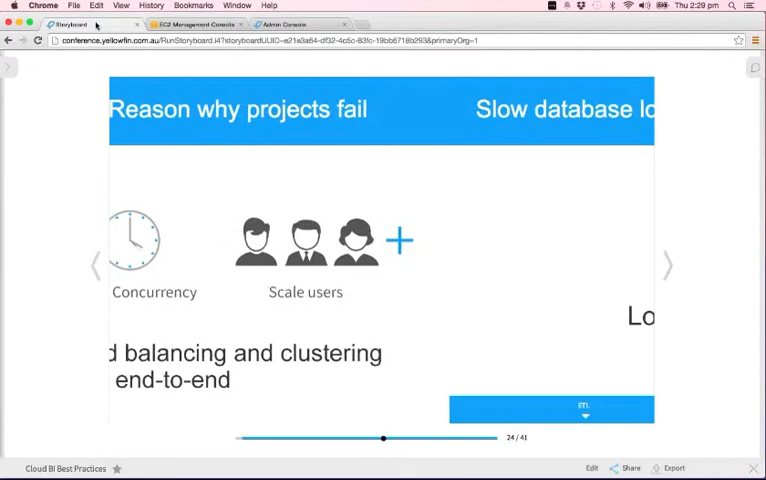 Chrome File Edit View History Bookmarks Window Help
Thu 2:29 pm
Storyboard
EC2 Management Console
Admin Console
conference.yellowfin.com.au/RunStoryboard.i4?storyboardUUID=e21e3a64-df32-4c5c-83fc-19bb6718b293&primaryOrg=1
Reason why projects fail
Slow database lo
Concurrency
Scale users
Lo
d balancing and clustering
end-to-end
ETL
24 / 41
Cloud BI Best Practices
Edit
Share
Export